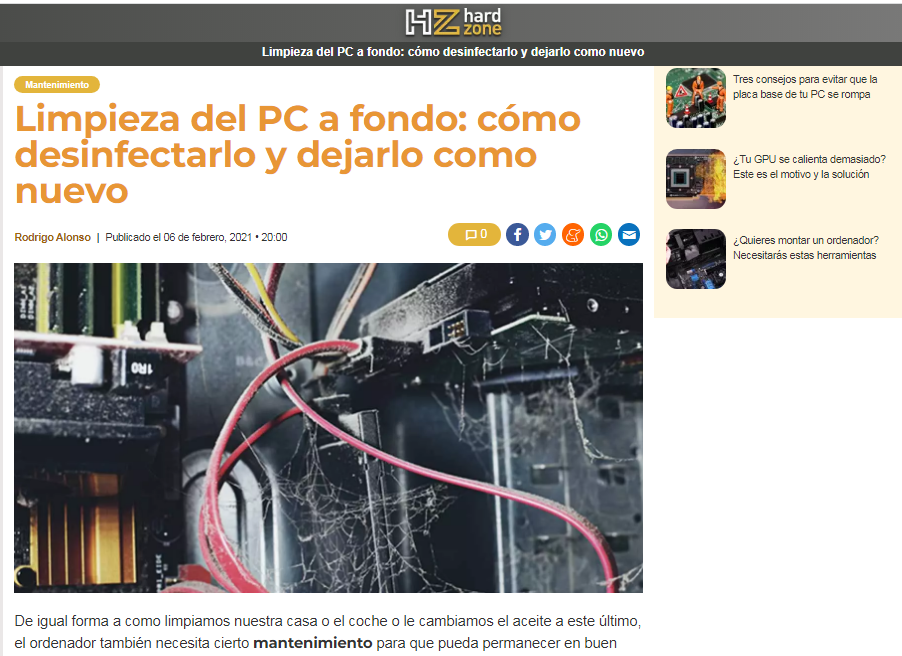 HZ hard zone
Limpieza del PC a fondo: cómo desinfectarlo y dejarlo como nuevo
Mantenimiento
Limpieza del PC a fondo: cómo
desinfectarlo y dejarlo como
nuevo
Rodrigo Alonso | Publicado el 06 de febrero, 2021 • 20:00
0
1R0
De igual forma a como limpiamos nuestra casa o el coche o le cambiamos el aceite a este último,
el ordenador también necesita cierto mantenimiento para que pueda permanecer en buen
Tres consejos para evitar que la
placa base de tu PC se rompa
¿Tu GPU se calienta demasiado?
Este es el motivo y la solución
¿Quieres montar un ordenador?
Necesitarás estas herramientas